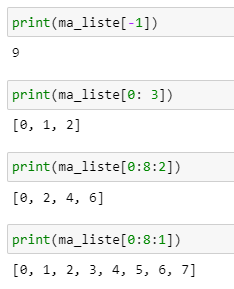 print(ma_liste[-1])
9
print(ma_liste[0: 3])
[0, 1, 2]
print(ma_liste[0:8:2])
[0, 2, 4, 6]
print(ma_liste[0:8:1])
[0, 1, 2, 3, 4, 5, 6, 7]